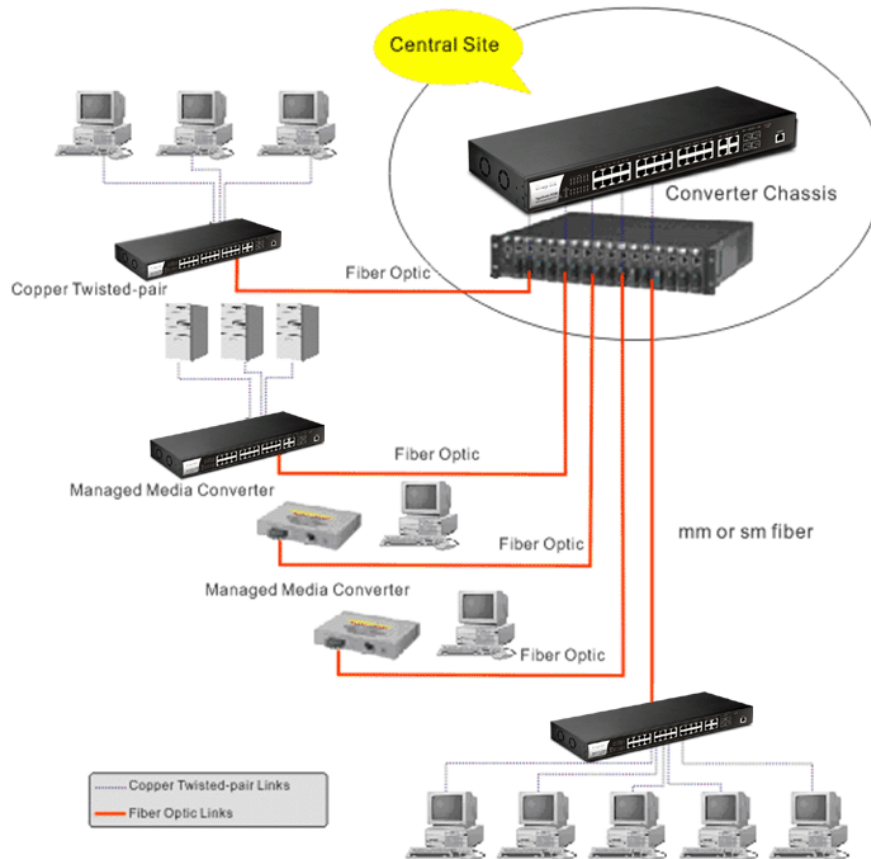 Central Site
Converter Chassis
Fiber Optic
Copper Twisted-pair
Fiber Optic
Managed Media Converter
Fiber Optic
mm or sm fiber
Managed Media Converter
Fiber Optic
Copper Twisted-pair Links
Fiber Optic Links